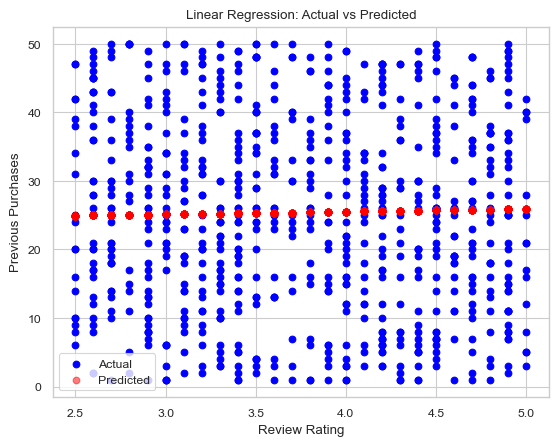 Linear Regression: Actual vs Predicted
Previous Purchases
50
40
30
20
10
0
Actual
Predicted
2.5 3.0 3.5 4.0 4.5 5.0
Review Rating